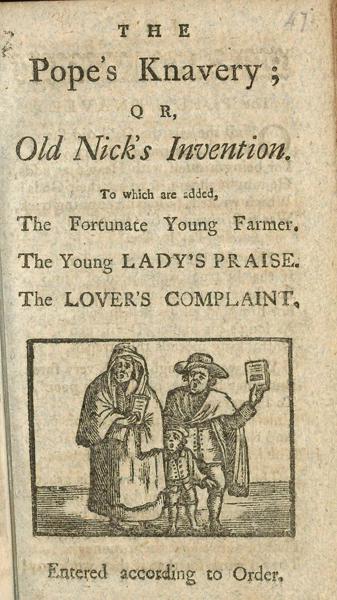 THE
Pope's Knavery;
OR,
Old Nick's Invention.
To which are added,
The Fortunate Young Farmer.
The Young LADY'S PRAISE.
The LOVER'S COMPLAINT.
Entered according to Order.